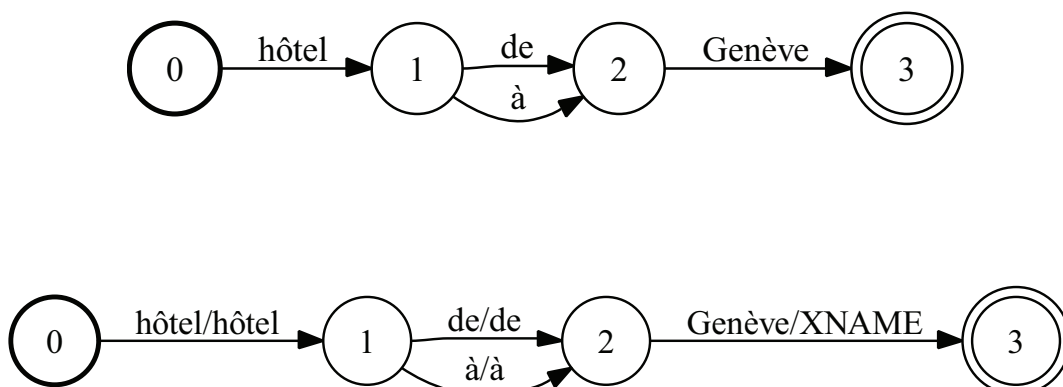 0 hôtel 1 de 2 Genève 3
à
0 hôtel/hôtel 1 de/de 2 Genève/XNAME 3
à/à